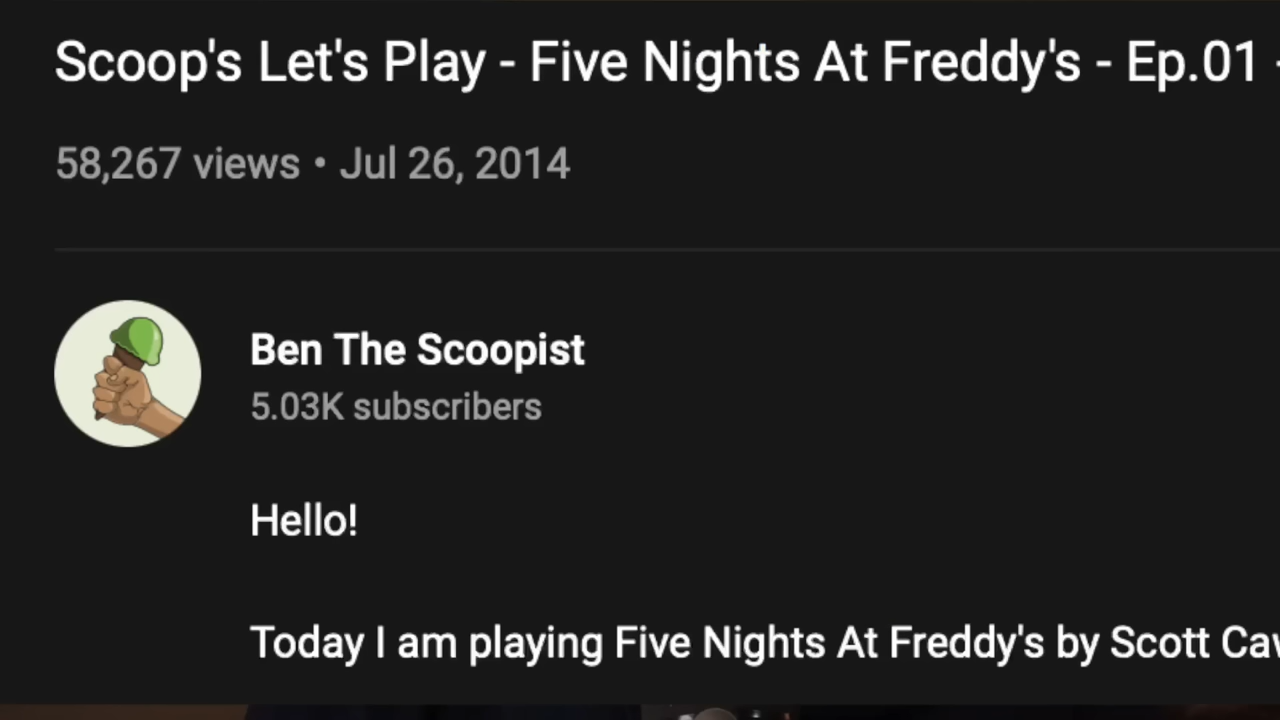 Scoop's Let's Play - Five Nights At Freddy's - Ep.01 -
58,267 views • Jul 26, 2014
Ben The Scoopist
5.03K subscribers
Hello!
Today I am playing Five Nights At Freddy's by Scott Caw